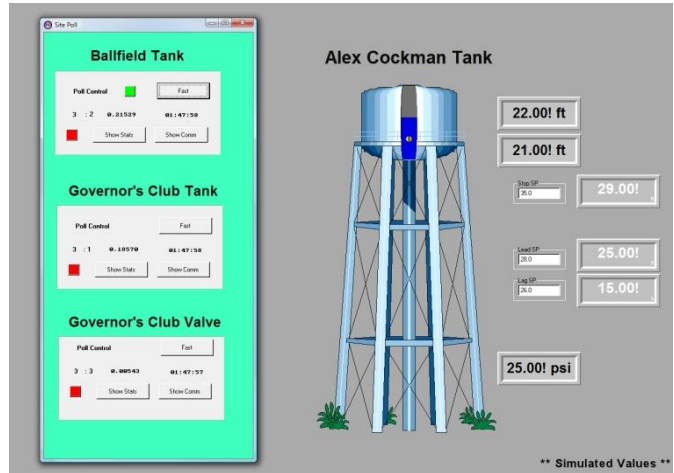 Site Poll
Ballfield Tank
Poll Control
Fast
3 : 2 0.21529 01:47:58
Show Stats Show Comm
Governor's Club Tank
Poll Control
Fast
3 : 1 0.18570 01:47:58
Show Stats Show Comm
Governor's Club Valve
Poll Control
Fast
3 : 3 0.00543 01:47:57
Show Stats Show Comm
Alex Cockman Tank
22.00! ft
21.00! ft
Stop SP
35.0
29.00!
Lead SP
28.0
25.00!
Lag SP
26.0
15.00!
25.00! psi
** Simulated Values **